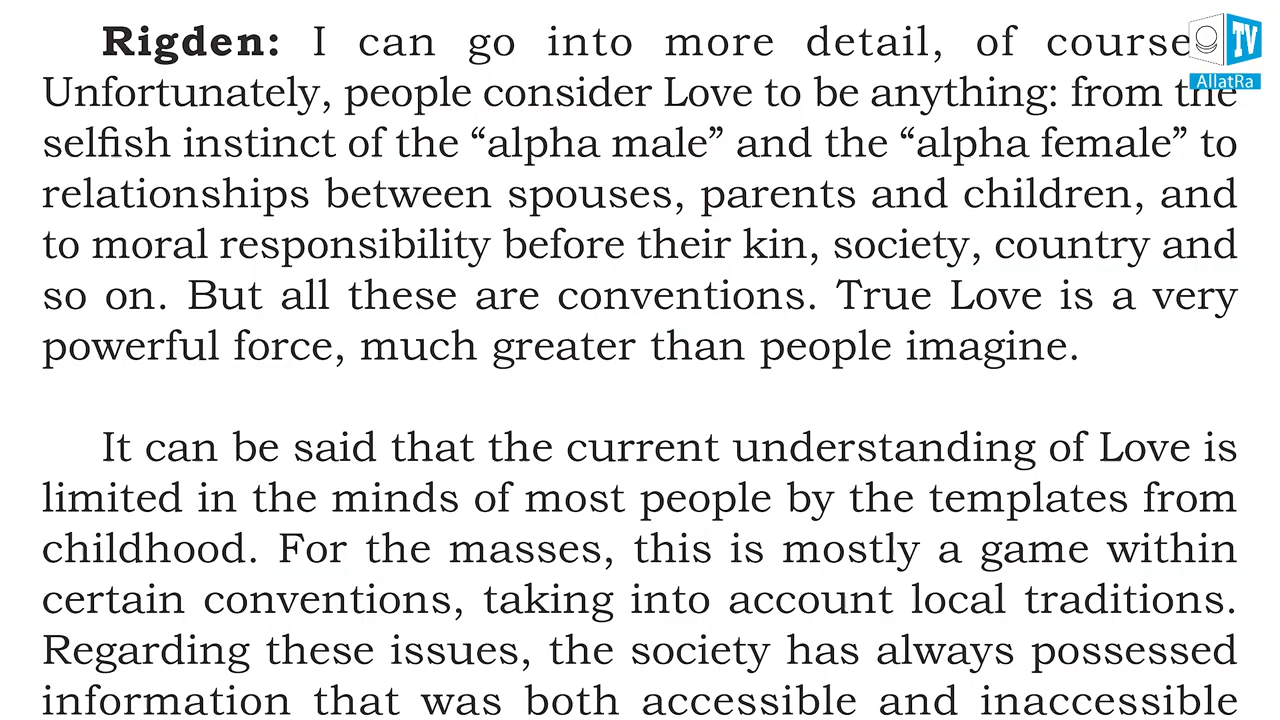 Rigden: I can go into more detail, of course
Unfortunately, people consider Love to be anything: from the
selfish instinct of the “alpha male” and the “alpha female” to
relationships between spouses, parents and children, and
to moral responsibility before their kin, society, country and
so on. But all these are conventions. True Love is a very
powerful force, much greater than people imagine.
It can be said that the current understanding of Love is
limited in the minds of most people by the templates from
childhood. For the masses, this is mostly a game within
certain conventions, taking into account local traditions.
Regarding these issues, the society has always possessed
information that was both accessible and inaccessible
TV
AllatRa